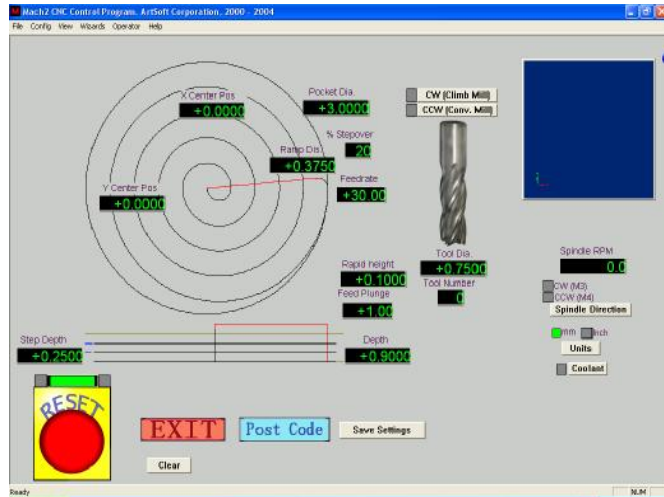 Mach2 CNC Control Program. ArtSoft Corporation, 2000 - 2004
File Config View Wizards Operator Help
X Center Pos
+0.0000
Pocket Dia.
+3.0000
CW (Climb Mill)
CCW (Conv. Mill)
% Stepover
20
Ramp Dis.
+0.3750
Y Center Pos
+0.0000
Feedrate
+30.00
Tool Dia.
+0.7500
Spindle RPM
0.0
Rapid height
+0.1000
Tool Number
0
Feed Plunge
+1.00
CW (M3)
CCW (M4)
Spindle Direction
Step Depth
+0.2500
Depth
+0.9000
mm Inch
Units
Coolant
RESET
EXIT
Post Code
Save Settings
Clear
Ready
NUM